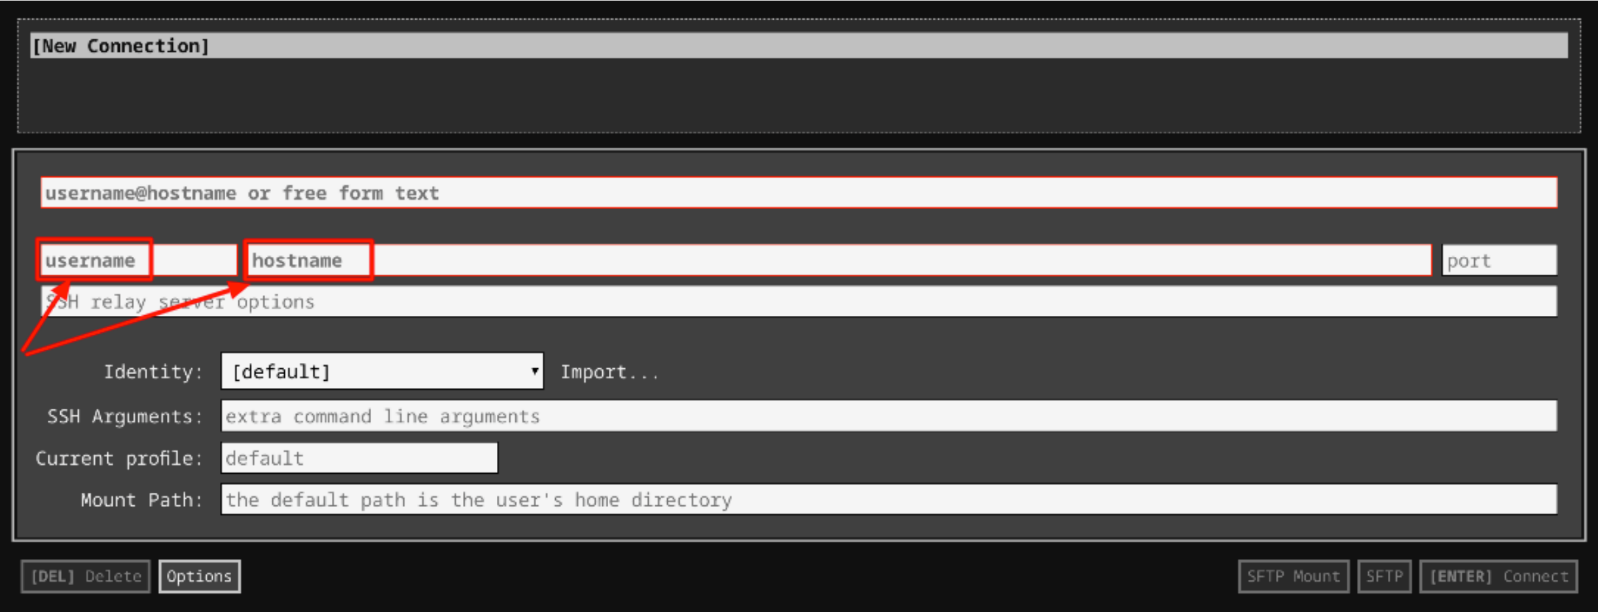 [New Connection]
username@hostname or free form text
username hostname port
SSH relay server options
Identity: [default] Import...
SSH Arguments: extra command line arguments
Current profile: default
Mount Path: the default path is the user's home directory
[DEL] Delete Options SFTP Mount SFTP [ENTER] Connect